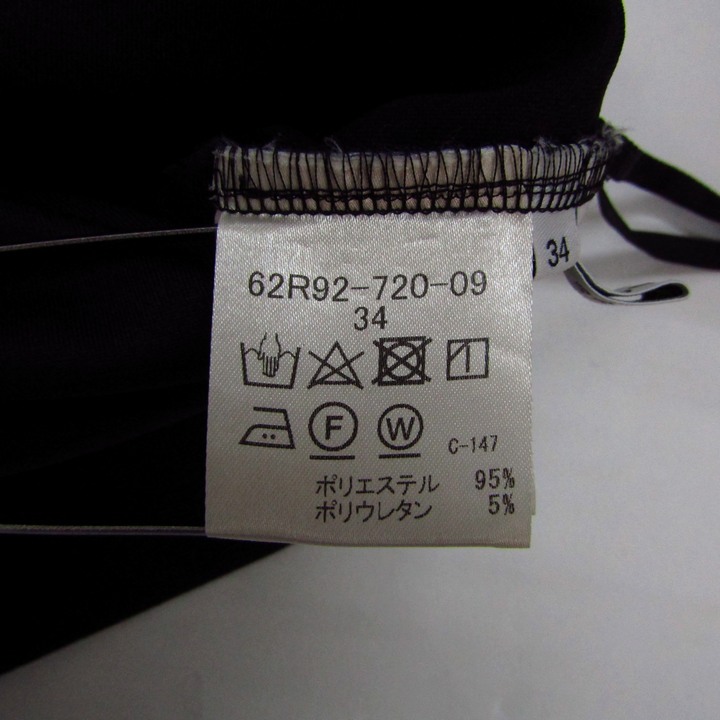 62R92-720-09
34
34
F W C-147
ポリエステル 95%
ポリウレタン 5%